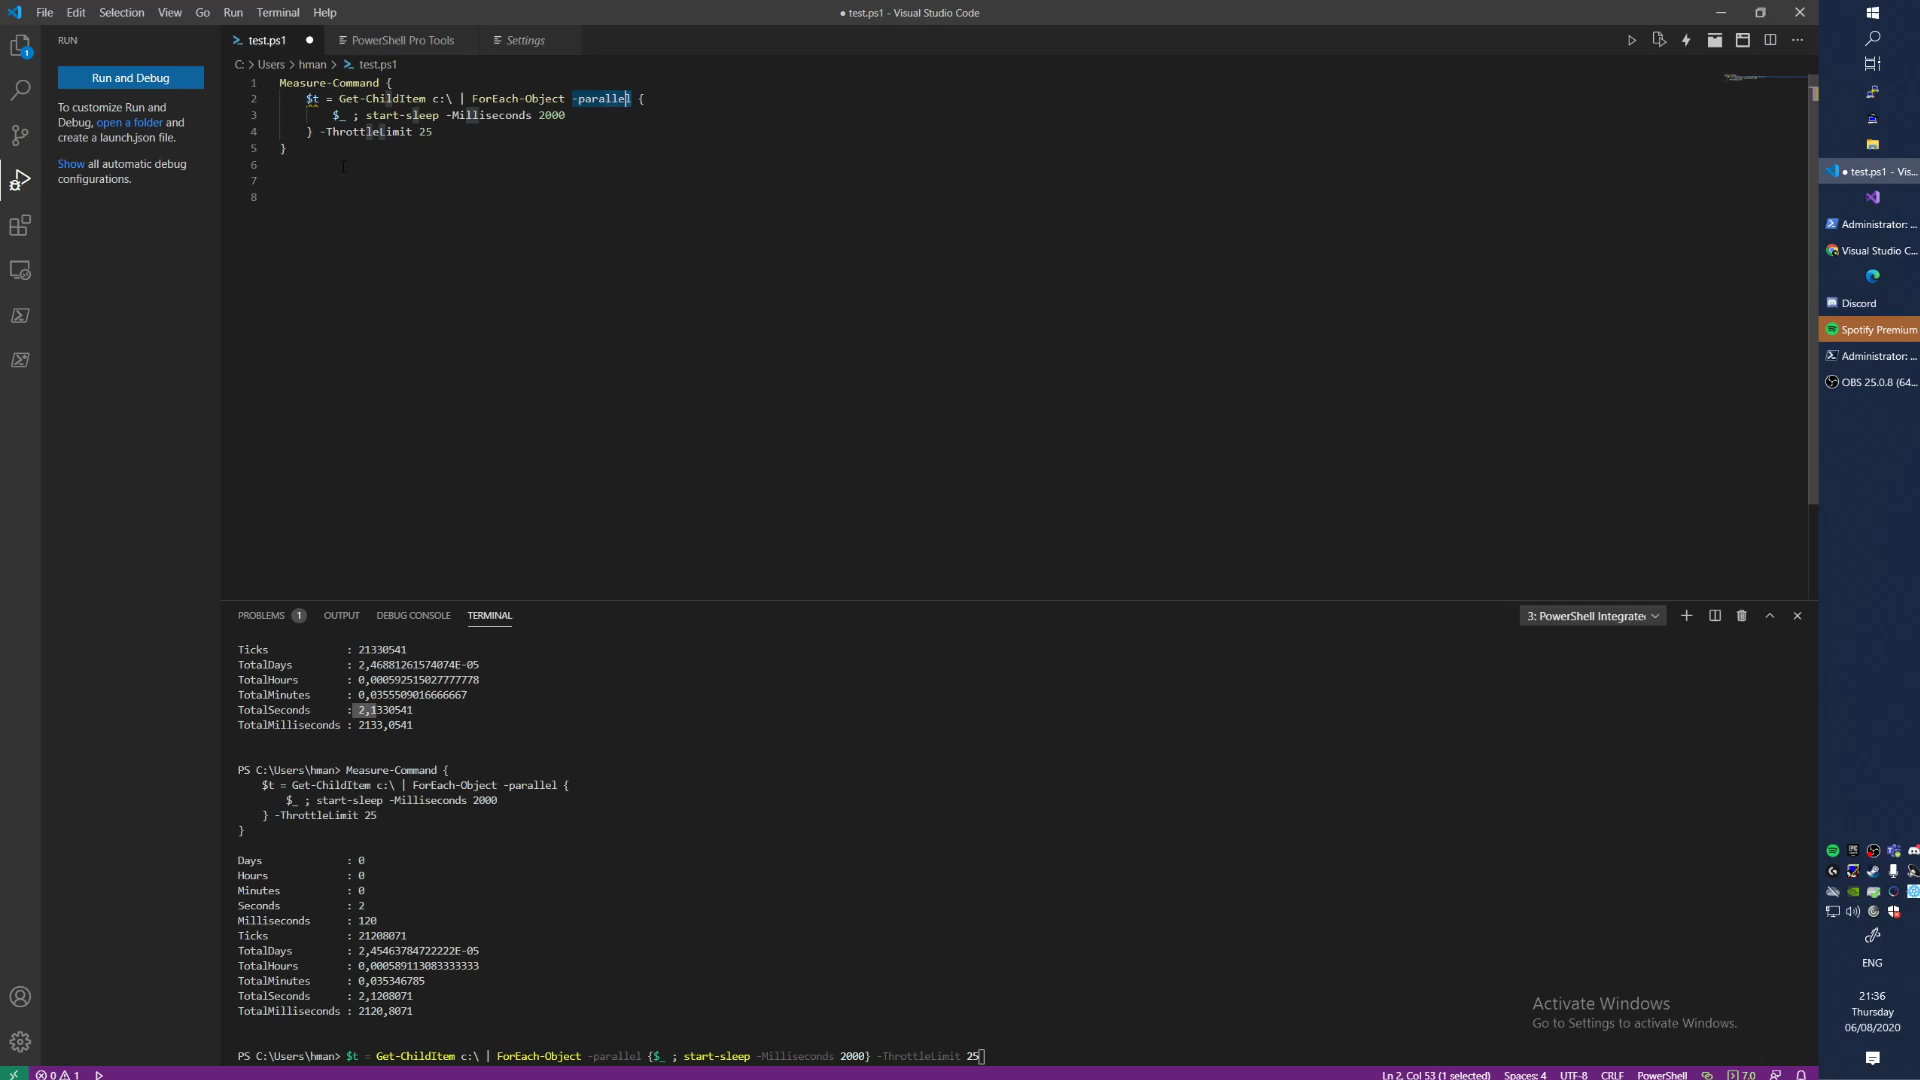 File Edit Selection View Go Run Terminal Help
● test.ps1 - Visual Studio Code
RUN
Run and Debug
To customize Run and
Debug, open a folder and
create a launch.json file.
Show all automatic debug
configurations.
1
test.ps1
PowerShell Pro Tools
Settings
C: > Users > hman > test.ps1
1 Measure-Command {
2 $t = Get-ChildItem c:\ | ForEach-Object -parallel {
3 $_ ; start-sleep -Milliseconds 2000
4 } -ThrottleLimit 25
5 }
6
7
8
PROBLEMS 1 OUTPUT DEBUG CONSOLE TERMINAL
3: PowerShell Integrate
Ticks : 21330541
TotalDays : 2,46881261574074E-05
TotalHours : 0,000592515027777778
TotalMinutes : 0,0355509016666667
TotalSeconds : 2,1330541
TotalMilliseconds : 2133,0541
PS C:\Users\hman> Measure-Command {
$t = Get-ChildItem c:\ | ForEach-Object -parallel {
$_ ; start-sleep -Milliseconds 2000
} -ThrottleLimit 25
}
Days : 0
Hours : 0
Minutes : 0
Seconds : 2
Milliseconds : 120
Ticks : 21208071
TotalDays : 2,45463784722222E-05
TotalHours : 0,000589113083333333
TotalMinutes : 0,035346785
TotalSeconds : 2,1208071
TotalMilliseconds : 2120,8071
PS C:\Users\hman> $t = Get-ChildItem c:\ | ForEach-Object -parallel {$_ ; start-sleep -Milliseconds 2000} -ThrottleLimit 25
Activate Windows
Go to Settings to activate Windows.
0 1
Ln 2, Col 53 (1 selected) Spaces: 4 UTF-8 CRLF PowerShell 7.0
● test.ps1 - Vis...
Administrator: ...
Visual Studio C...
Discord
Spotify Premium
Administrator: ...
OBS 25.0.8 (64...
ENG
21:36
Thursday
06/08/2020